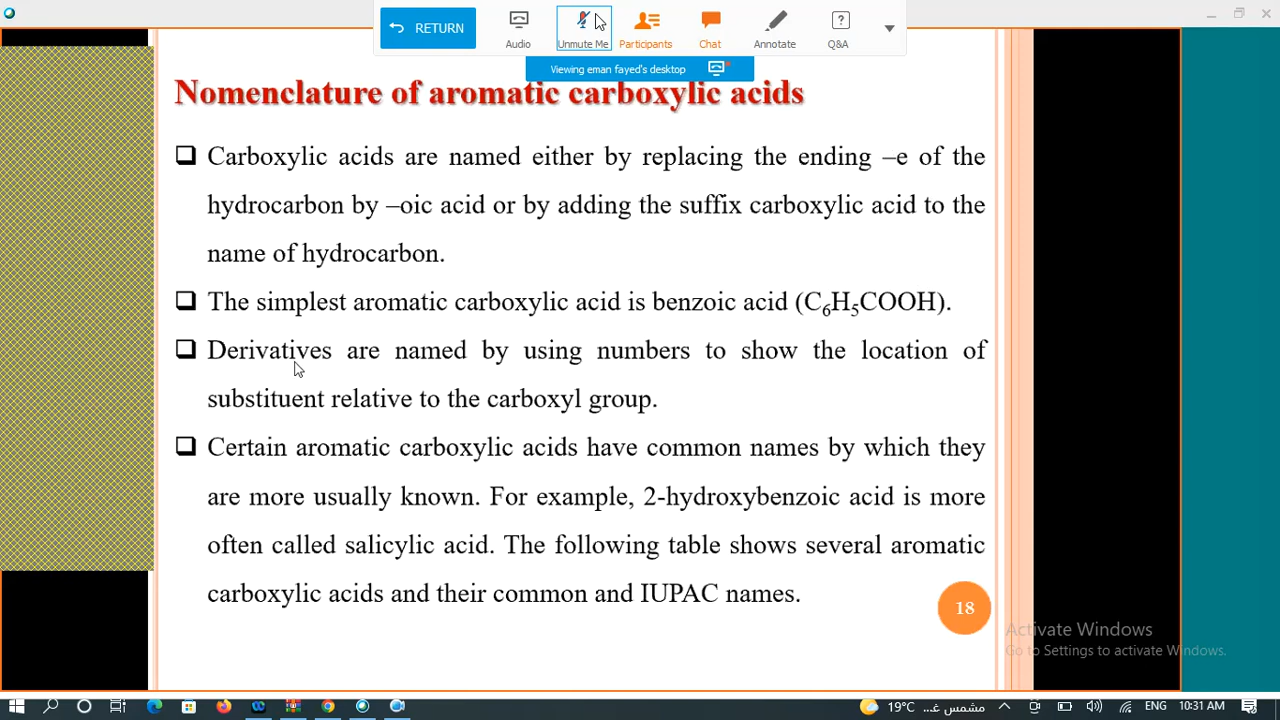 RETURN
Audio
Unmute Me
Participants
Chat
Annotate
Q&A
Viewing eman fayed's desktop
Nomenclature of aromatic carboxylic acids
Carboxylic acids are named either by replacing the ending –e of the
hydrocarbon by –oic acid or by adding the suffix carboxylic acid to the
name of hydrocarbon.
The simplest aromatic carboxylic acid is benzoic acid (C₆H₅COOH).
Derivatives are named by using numbers to show the location of
substituent relative to the carboxyl group.
Certain aromatic carboxylic acids have common names by which they
are more usually known. For example, 2-hydroxybenzoic acid is more
often called salicylic acid. The following table shows several aromatic
carboxylic acids and their common and IUPAC names.
18
Activate Windows
Go to Settings to activate Windows.
19°C مشمس غـ...
ENG
10:31 AM